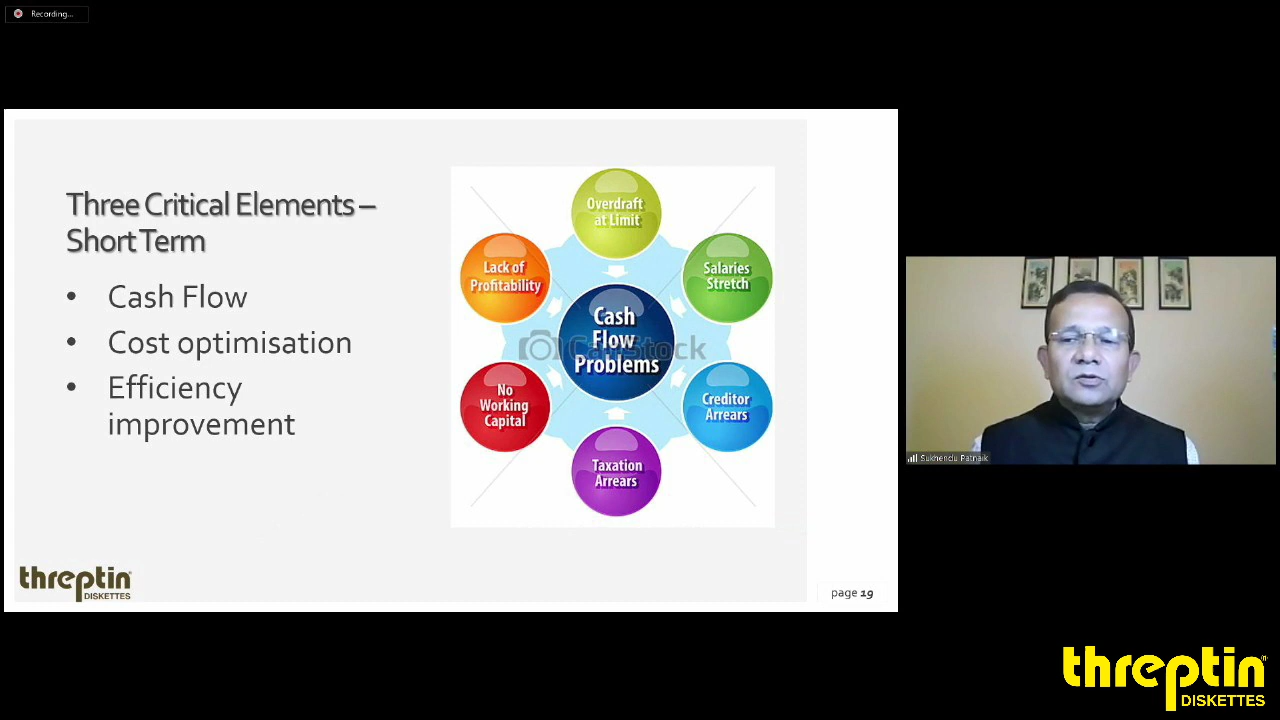 Recording...
Three Critical Elements –
Short Term
• Cash Flow
• Cost optimisation
• Efficiency
improvement
Overdraft
at Limit
Salaries
Stretch
Creditor
Arrears
Taxation
Arrears
No
Working
Capital
Lack of
Profitability
Cash
Flow
Problems
CanStock
threptin®
DISKETTES
page 19
Sukhendu Patnaik
threptin®
DISKETTES